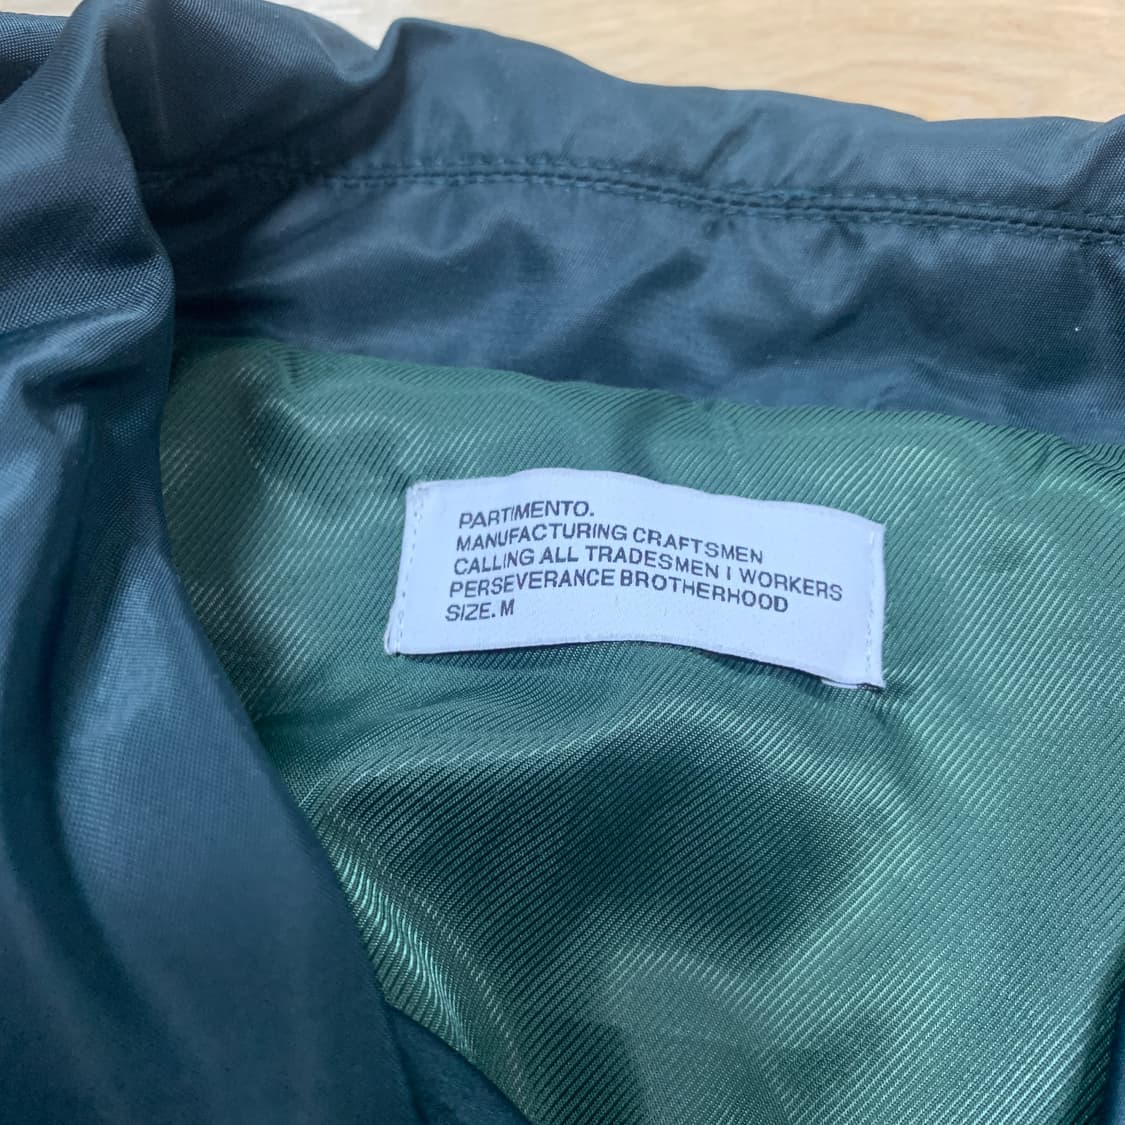 PARTIMENTO.
MANUFACTURING CRAFTSMEN
CALLING ALL TRADESMEN I WORKERS
PERSEVERANCE BROTHERHOOD
SIZE. M